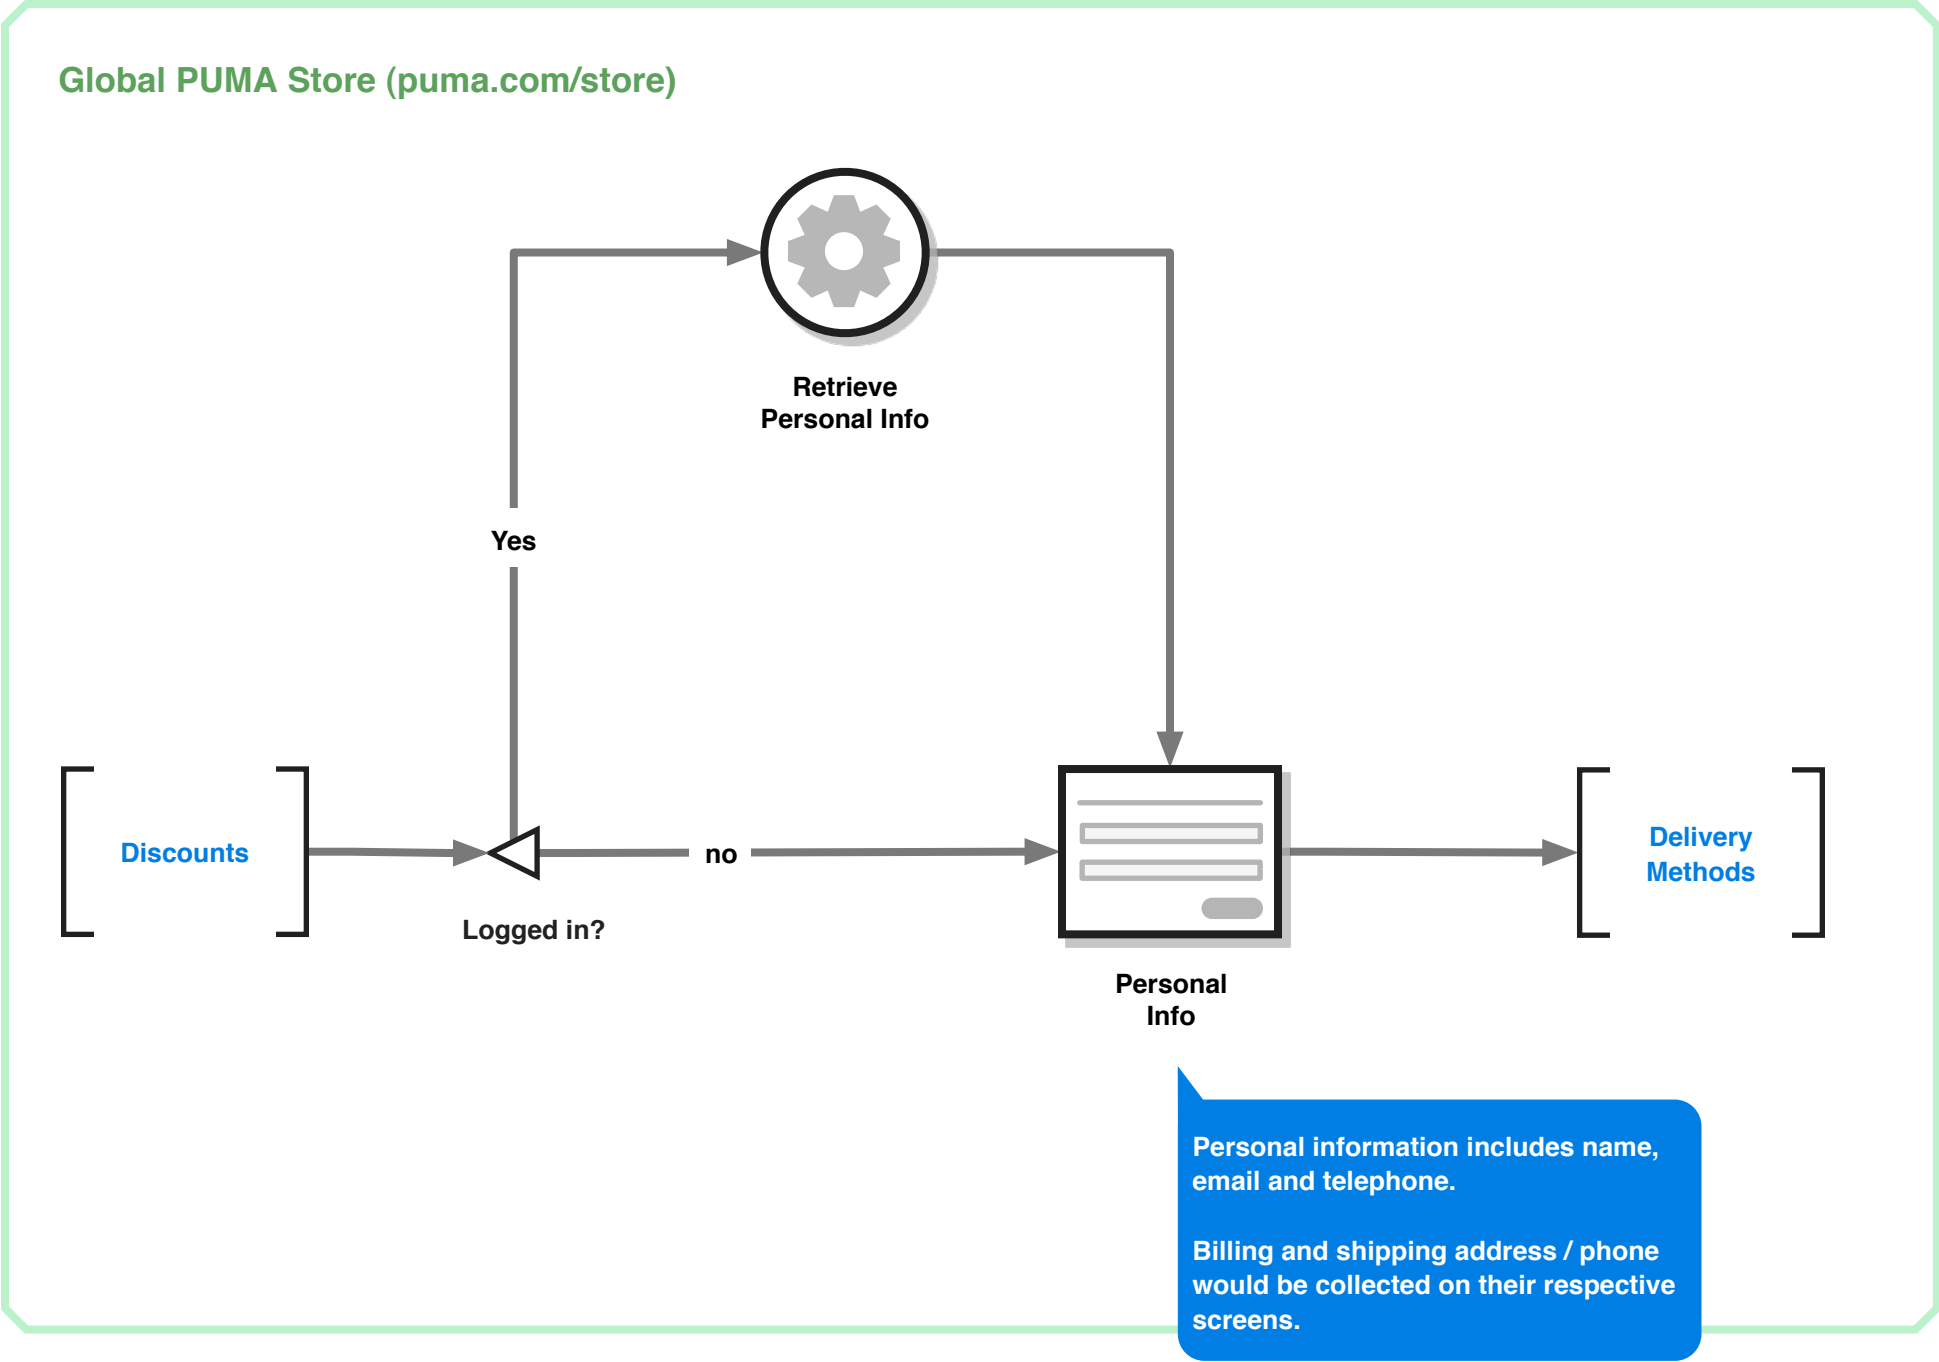 Global PUMA Store (puma.com/store)
Retrieve
Personal Info
Yes
Discounts
no
Logged in?
Personal
Info
Delivery
Methods
Personal information includes name,
email and telephone.
Billing and shipping address / phone
would be collected on their respective
screens.